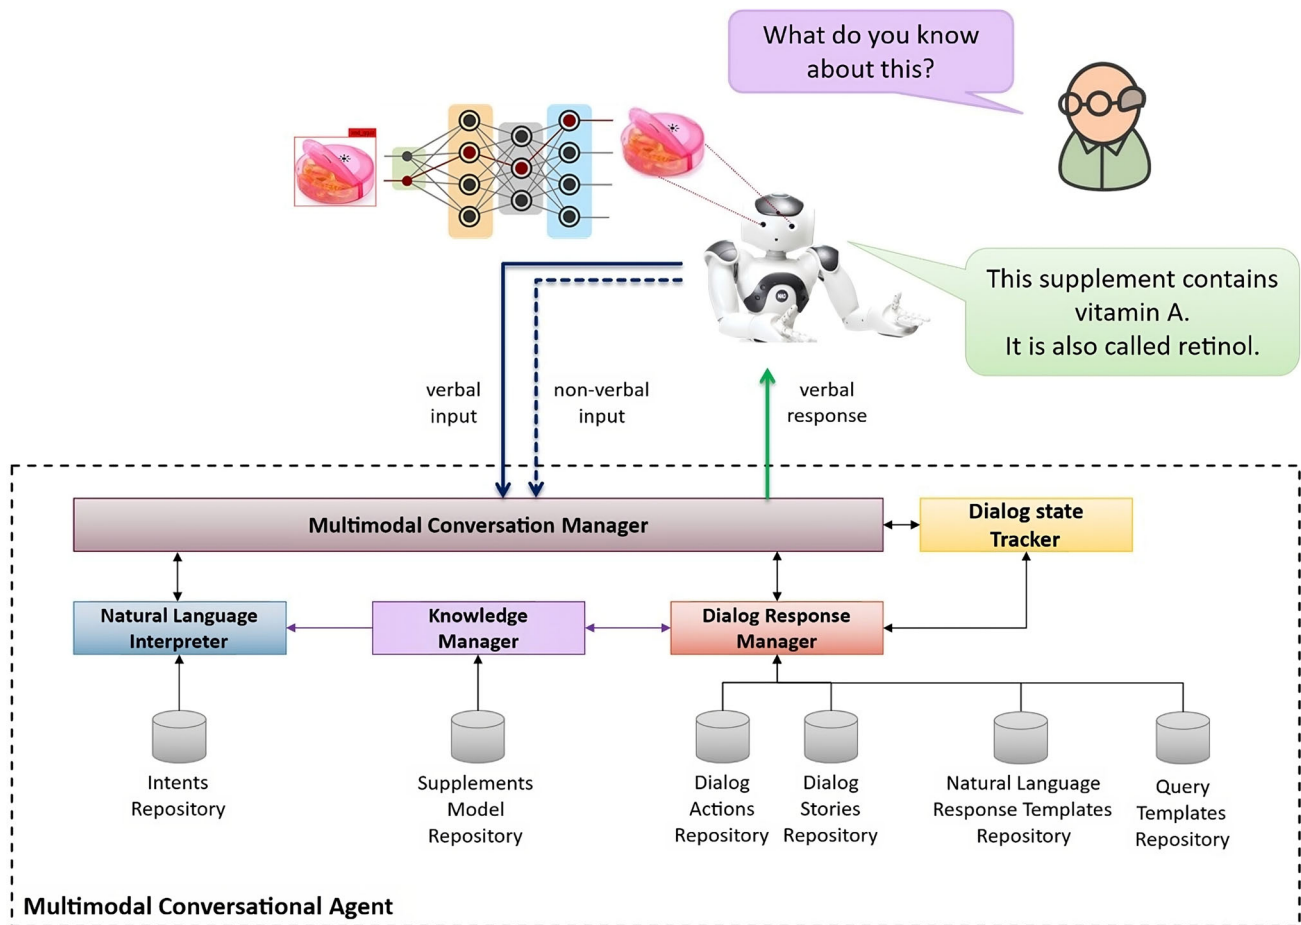 What do you know
about this?
This supplement contains
vitamin A.
It is also called retinol.
verbal
input
non-verbal
input
verbal
response
Multimodal Conversation Manager
Dialog state
Tracker
Natural Language
Interpreter
Knowledge
Manager
Dialog Response
Manager
Intents
Repository
Supplements
Model
Repository
Dialog
Actions
Repository
Dialog
Stories
Repository
Natural Language
Response Templates
Repository
Query
Templates
Repository
Multimodal Conversational Agent